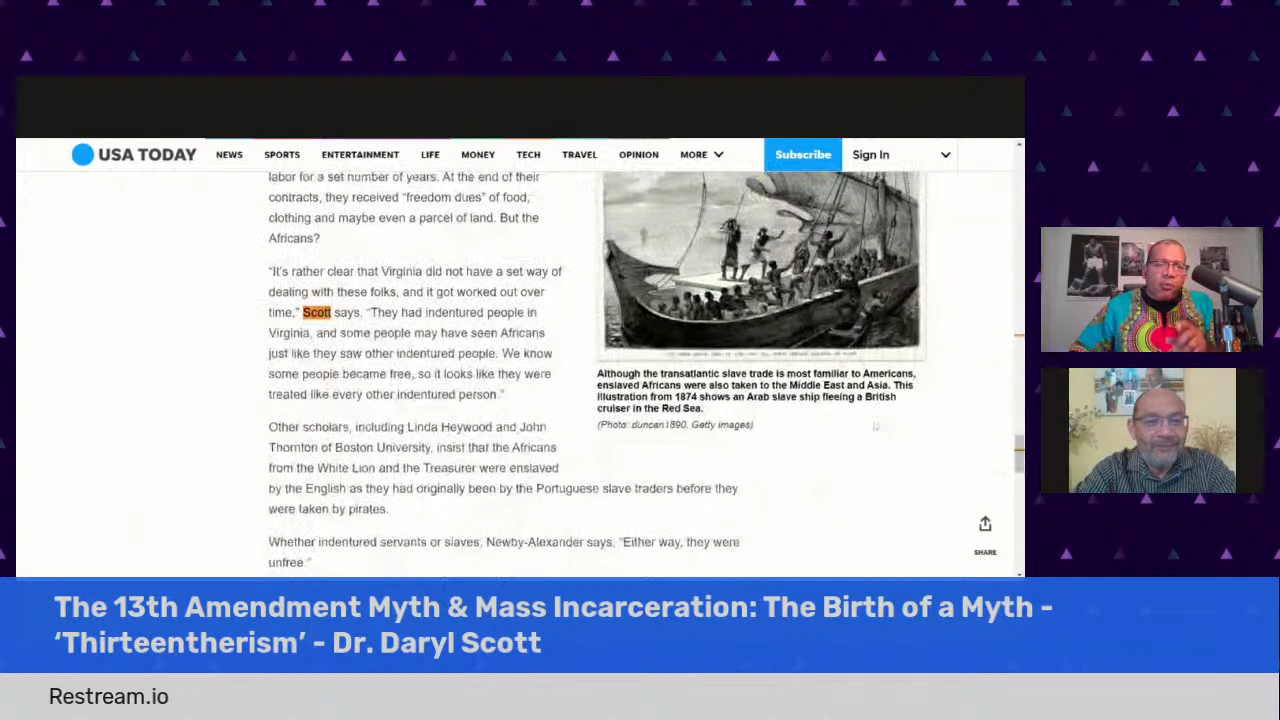 USA TODAY NEWS SPORTS ENTERTAINMENT LIFE MONEY TECH TRAVEL OPINION MORE Subscribe Sign In
labor for a set number of years. At the end of their
contracts, they received “freedom dues” of food,
clothing and maybe even a parcel of land. But the
Africans?
“It's rather clear that Virginia did not have a set way of
dealing with these folks, and it got worked out over
time,” Scott says. “They had indentured people in
Virginia, and some people may have seen Africans
just like they saw other indentured people. We know
some people became free, so it looks like they were
treated like every other indentured person.”
Other scholars, including Linda Heywood and John
Thornton of Boston University, insist that the Africans
from the White Lion and the Treasurer were enslaved
by the English as they had originally been by the Portuguese slave traders before they
were taken by pirates.
Whether indentured servants or slaves, Newby-Alexander says, “Either way, they were
unfree.”
Although the transatlantic slave trade is most familiar to Americans,
enslaved Africans were also taken to the Middle East and Asia. This
illustration from 1874 shows an Arab slave ship fleeing a British
cruiser in the Red Sea.
(Photo: duncan1890, Getty images)
SHARE
The 13th Amendment Myth & Mass Incarceration: The Birth of a Myth -
‘Thirteentherism’ - Dr. Daryl Scott
Restream.io